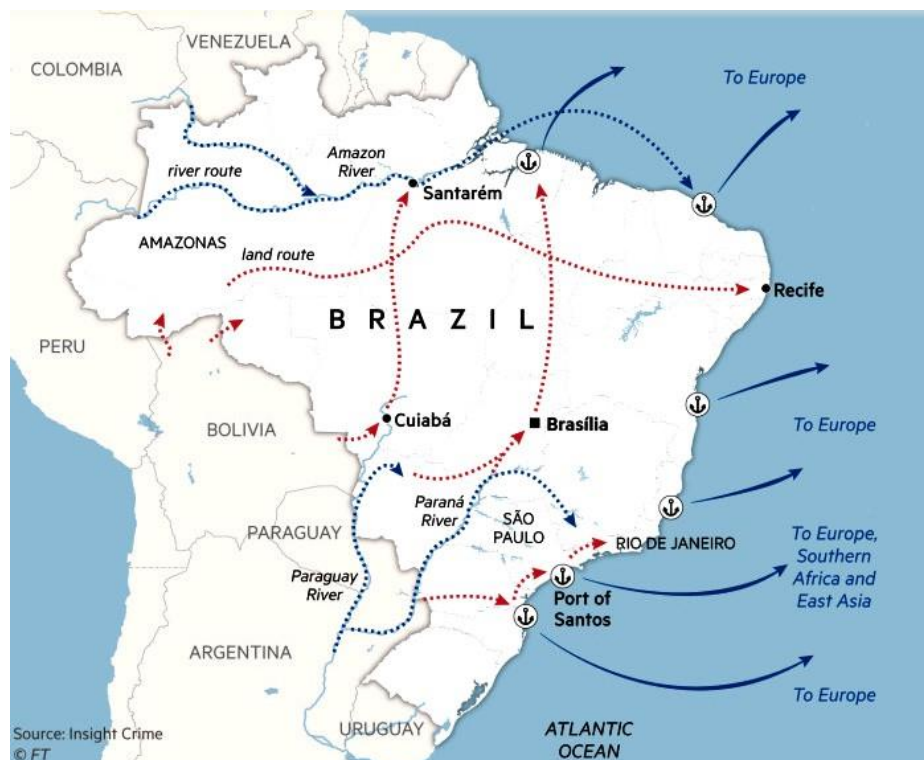 VENEZUELA
COLOMBIA
To Europe
Amazon
River
river route
Santarém
AMAZONAS
land route
Recife
BRAZIL
PERU
Cuiabá
Brasília
BOLIVIA
To Europe
Paraná
River
SÃO
PAULO
PARAGUAY
RIO DE JANEIRO
To Europe,
Southern
Africa and
East Asia
Paraguay
River
Port of
Santos
ARGENTINA
To Europe
URUGUAY
ATLANTIC
OCEAN
Source: Insight Crime
© FT